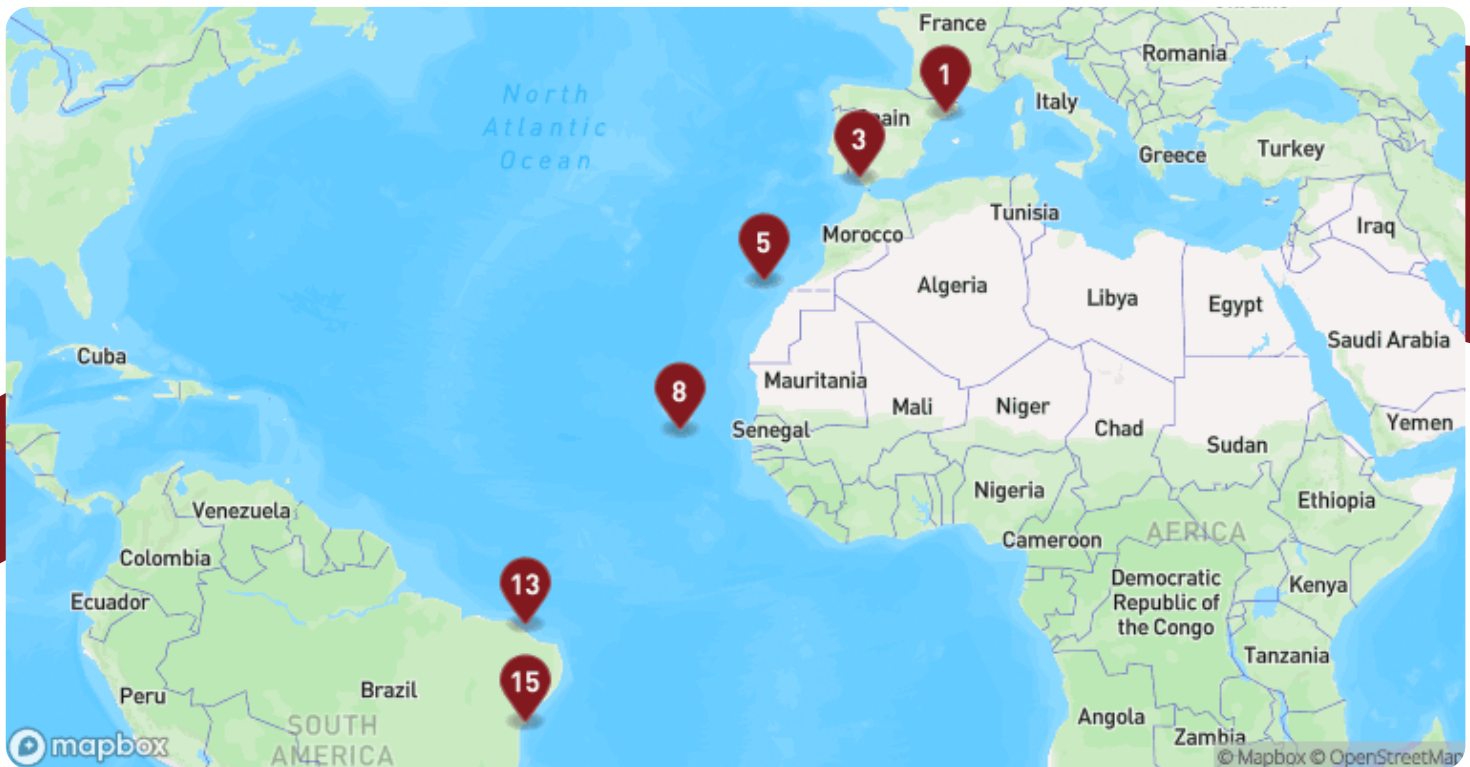 France
Romania
1
Italy
North
Atlantic
Ocean
ain
3
Greece
Turkey
Tunisia
Iraq
Morocco
5
Algeria
Libya
Egypt
Saudi Arabia
Cuba
Mauritania
8
Mali
Niger
Chad
Yemen
Senegal
Sudan
Nigeria
Ethiopia
Venezuela
AFRICA
Cameroon
Colombia
13
Democratic
Republic of
the Congo
Kenya
Ecuador
Tanzania
15
Peru
Brazil
Angola
SOUTH
AMERICA
Zambia
mapbox
© Mapbox © OpenStreetMap